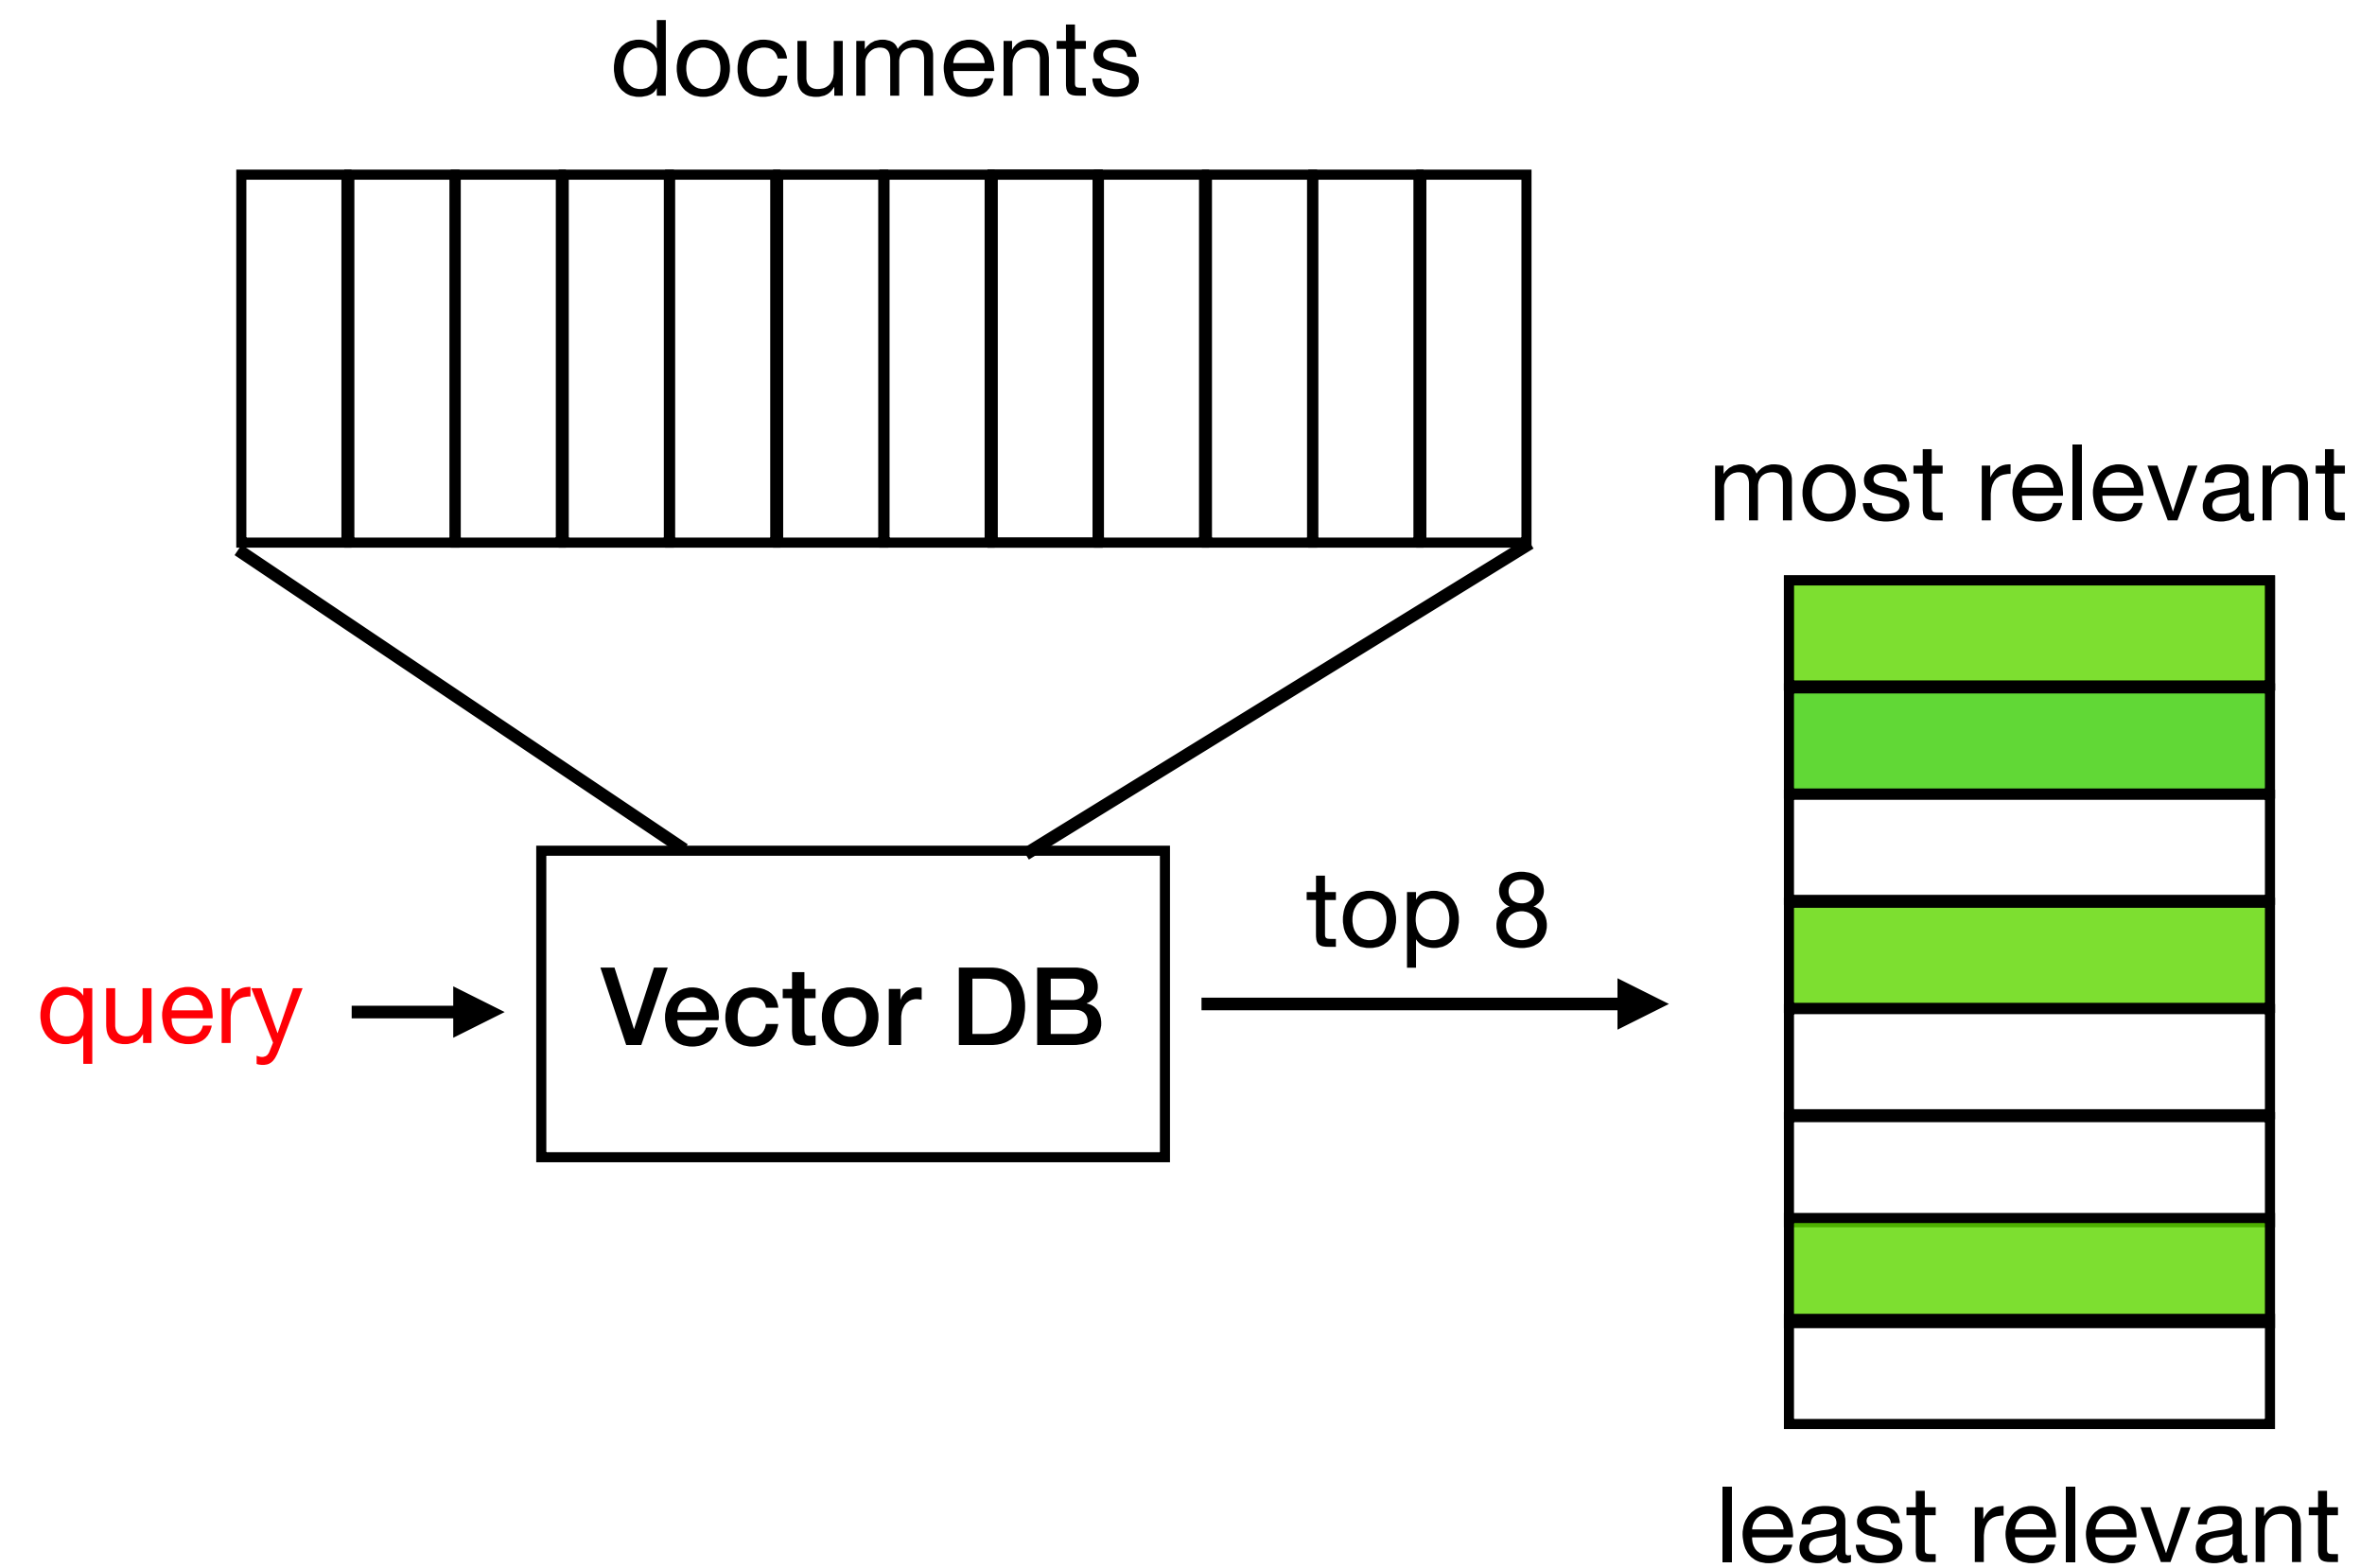 documents
most relevant
top 8
query
Vector DB
least relevant